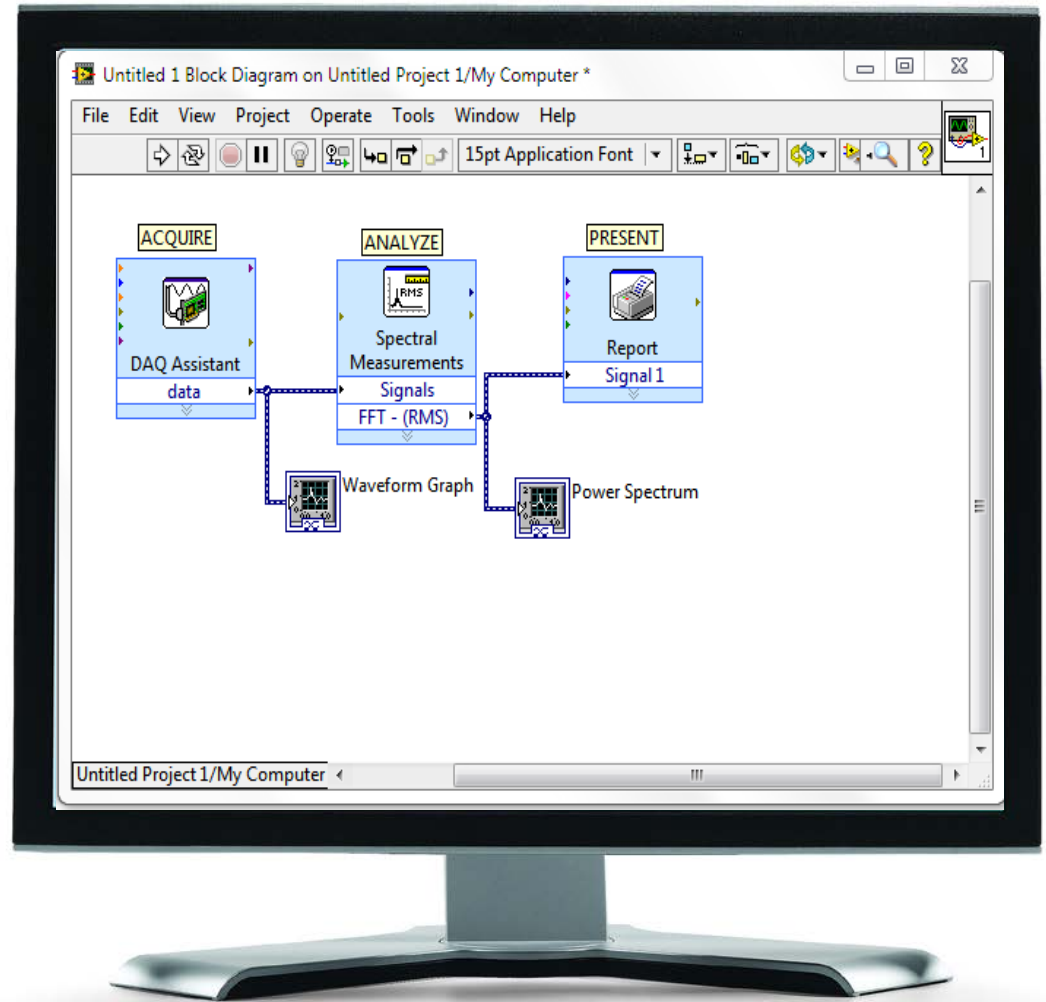 Untitled 1 Block Diagram on Untitled Project 1/My Computer *
File Edit View Project Operate Tools Window Help
15pt Application Font
1
ACQUIRE
ANALYZE
PRESENT
RMS
DAQ Assistant
data
Spectral
Measurements
Signals
FFT - (RMS)
Report
Signal 1
Waveform Graph
Power Spectrum
Untitled Project 1/My Computer